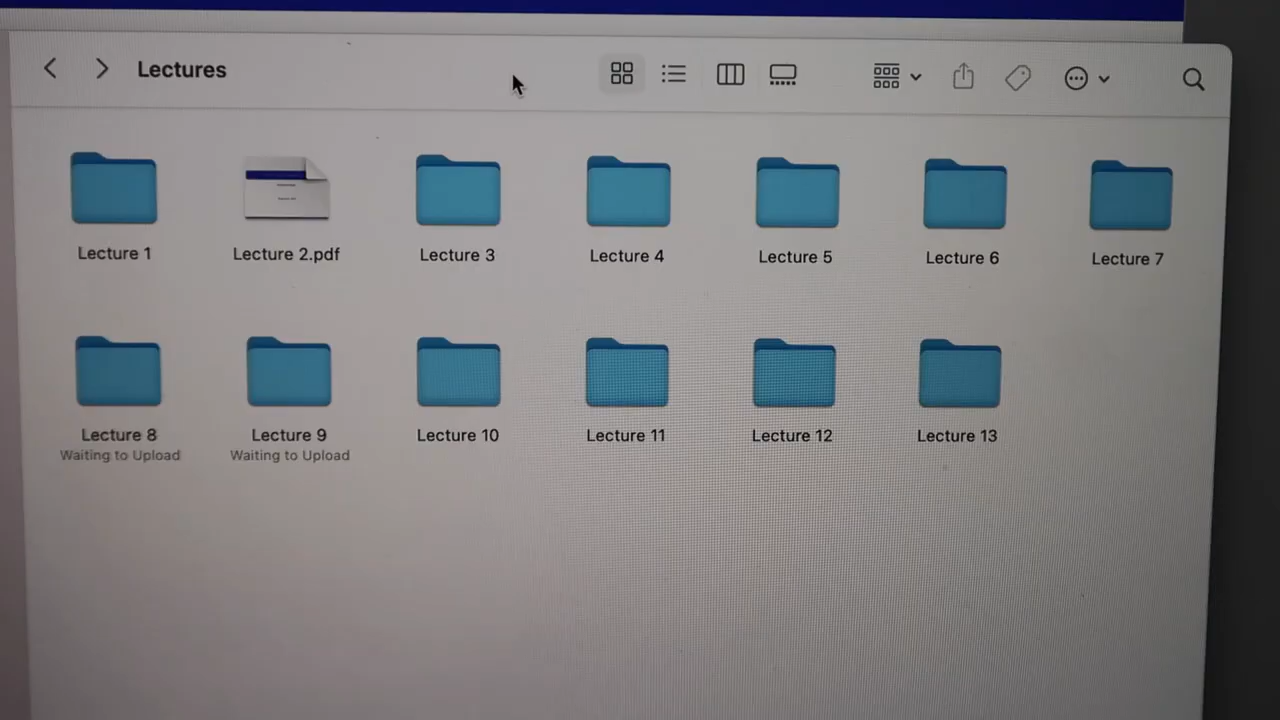 Lectures
Lecture 1
Lecture 2.pdf
Lecture 3
Lecture 4
Lecture 5
Lecture 6
Lecture 7
Lecture 8
Waiting to Upload
Lecture 9
Waiting to Upload
Lecture 10
Lecture 11
Lecture 12
Lecture 13